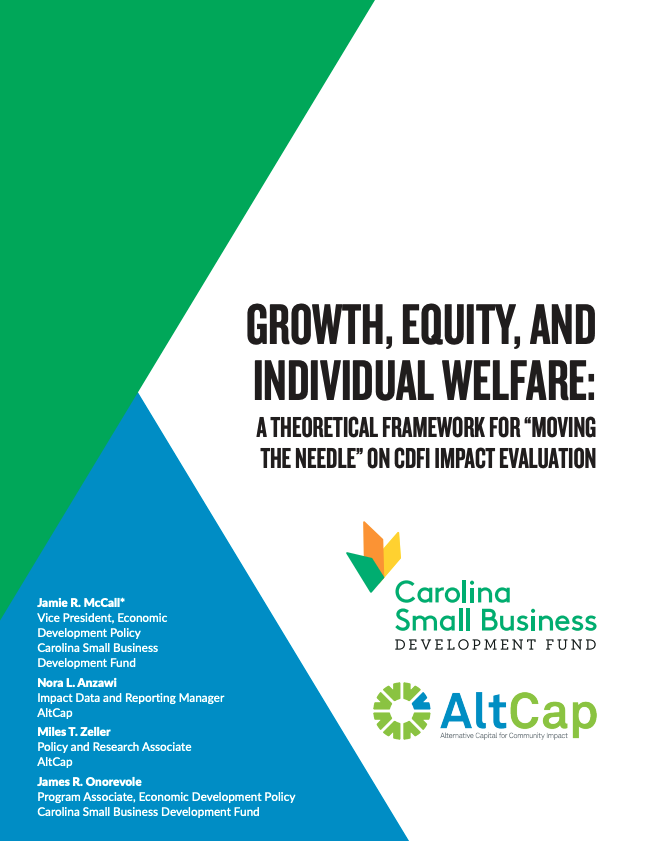 GROWTH, EQUITY, AND
INDIVIDUAL WELFARE:
A THEORETICAL FRAMEWORK FOR “MOVING
THE NEEDLE” ON CDFI IMPACT EVALUATION
Carolina
Small Business
DEVELOPMENT FUND
AltCap
Alternative Capital for Community Impact
Jamie R. McCall*
Vice President, Economic
Development Policy
Carolina Small Business
Development Fund
Nora L. Anzawi
Impact Data and Reporting Manager
AltCap
Miles T. Zeller
Policy and Research Associate
AltCap
James R. Onorevole
Program Associate, Economic Development Policy
Carolina Small Business Development Fund